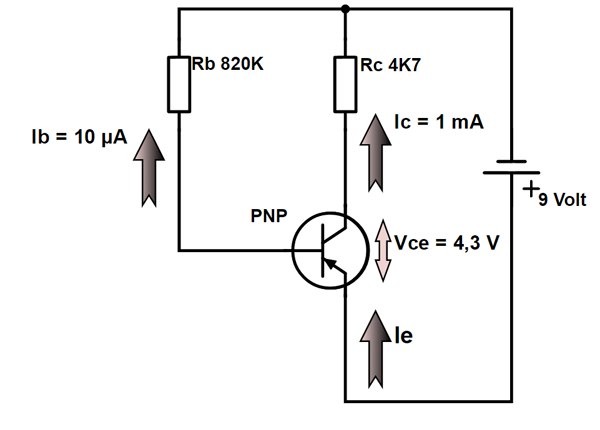 Rb 820K
Rc 4K7
Ib = 10 µA
Ic = 1 mA
+
9 Volt
PNP
Vce = 4,3 V
Ie